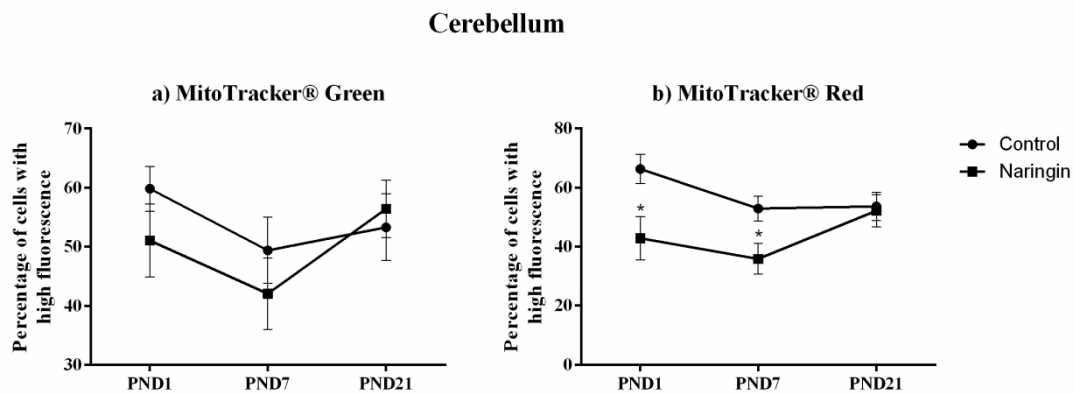 Cerebellum
a) MitoTracker® Green
Percentage of cells with
high fluorescence
70
60
50
40
30
PND1
PND7
PND21
b) MitoTracker® Red
Percentage of cells with
high fluorescence
80
60
40
20
0
*
*
PND1
PND7
PND21
Control
Naringin